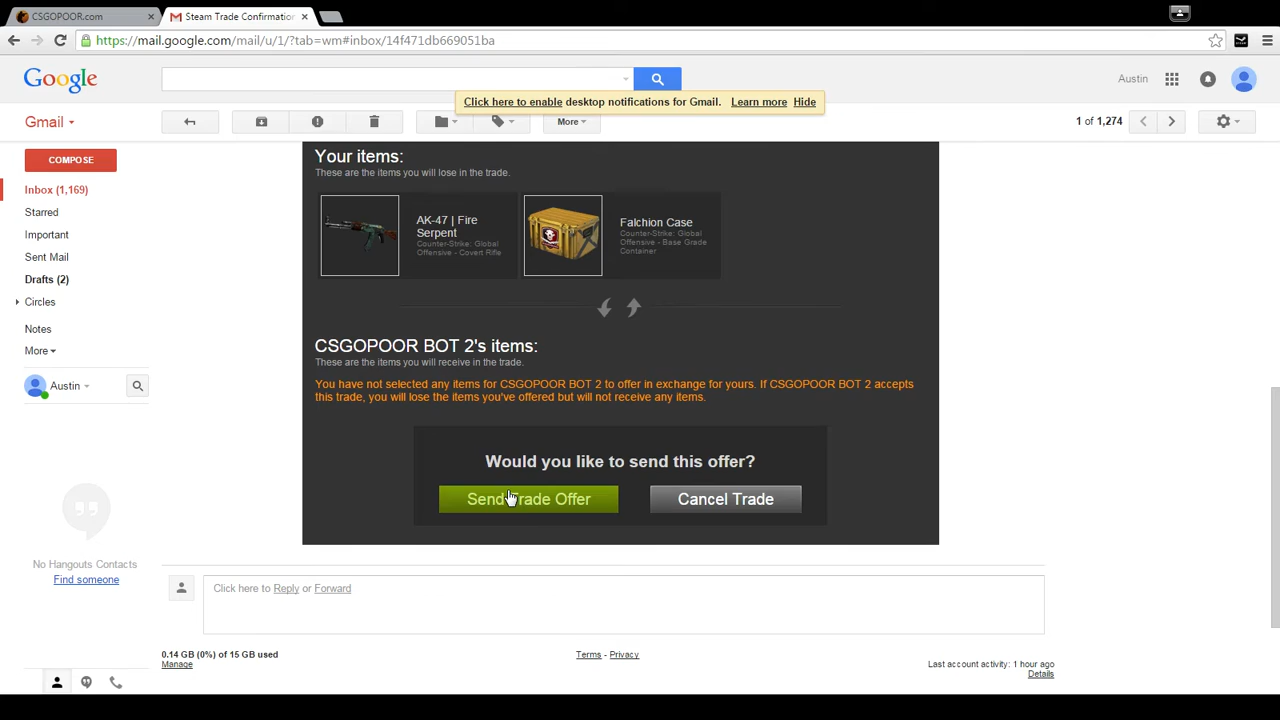 CSGOPOOR.com
Steam Trade Confirmation
https://mail.google.com/mail/u/1/?tab=wm#inbox/14f471db669051ba
Google
Austin
Click here to enable desktop notifications for Gmail. Learn more Hide
Gmail
More
1 of 1,274
COMPOSE
Inbox (1,169)
Starred
Important
Sent Mail
Drafts (2)
Circles
Notes
More
Austin
No Hangouts Contacts
Find someone
Your items:
These are the items you will lose in the trade.
AK-47 | Fire
Serpent
Counter-Strike: Global
Offensive - Covert Rifle
Falchion Case
Counter-Strike: Global
Offensive - Base Grade
Container
CSGOPOOR BOT 2's items:
These are the items you will receive in the trade.
You have not selected any items for CSGOPOOR BOT 2 to offer in exchange for yours. If CSGOPOOR BOT 2 accepts
this trade, you will lose the items you've offered but will not receive any items.
Would you like to send this offer?
Send Trade Offer
Cancel Trade
Click here to Reply or Forward
0.14 GB (0%) of 15 GB used
Manage
Terms - Privacy
Last account activity: 1 hour ago
Details